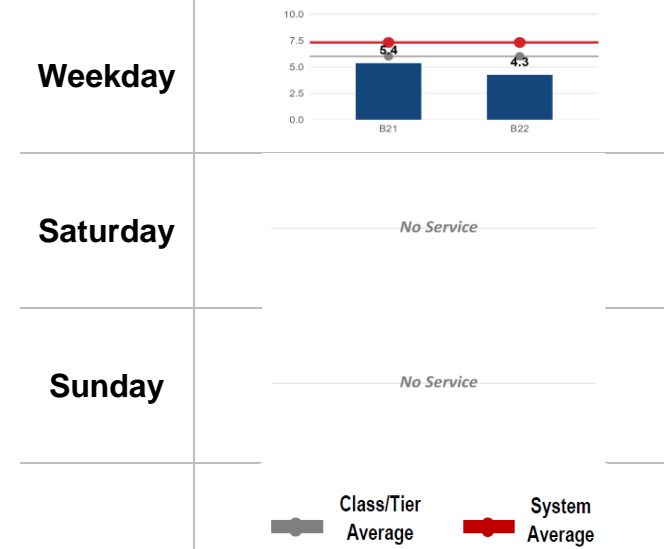 Weekday
10.0
7.5
5.0
2.5
0.0
5.4
4.3
B21
B22
Saturday
No Service
Sunday
No Service
Class/Tier
Average
System
Average